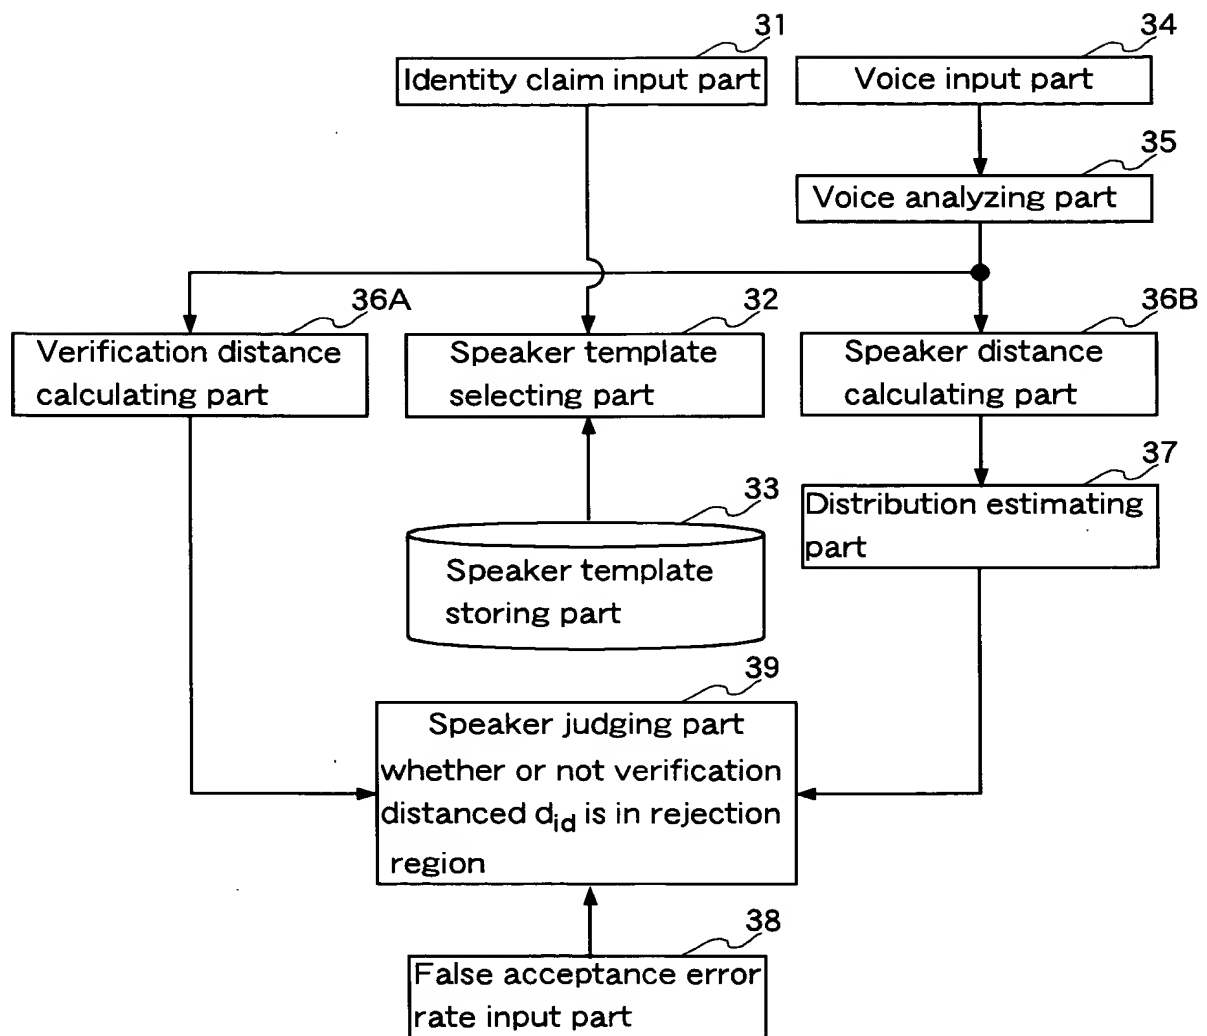 31
Identity claim input part
34
Voice input part
35
Voice analyzing part
36A
Verification distance
calculating part
32
Speaker template
selecting part
36B
Speaker distance
calculating part
37
Distribution estimating
part
33
Speaker template
storing part
39
Speaker judging part
whether or not verification
distanced d_id is in rejection
region
38
False acceptance error
rate input part